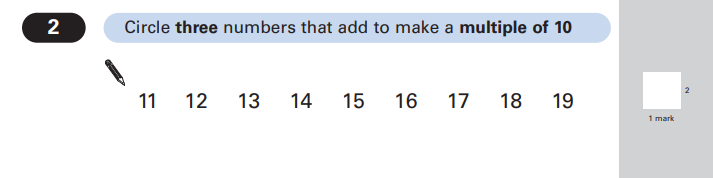 2 Circle three numbers that add to make a multiple of 10
11 12 13 14 15 16 17 18 19
2
1 mark